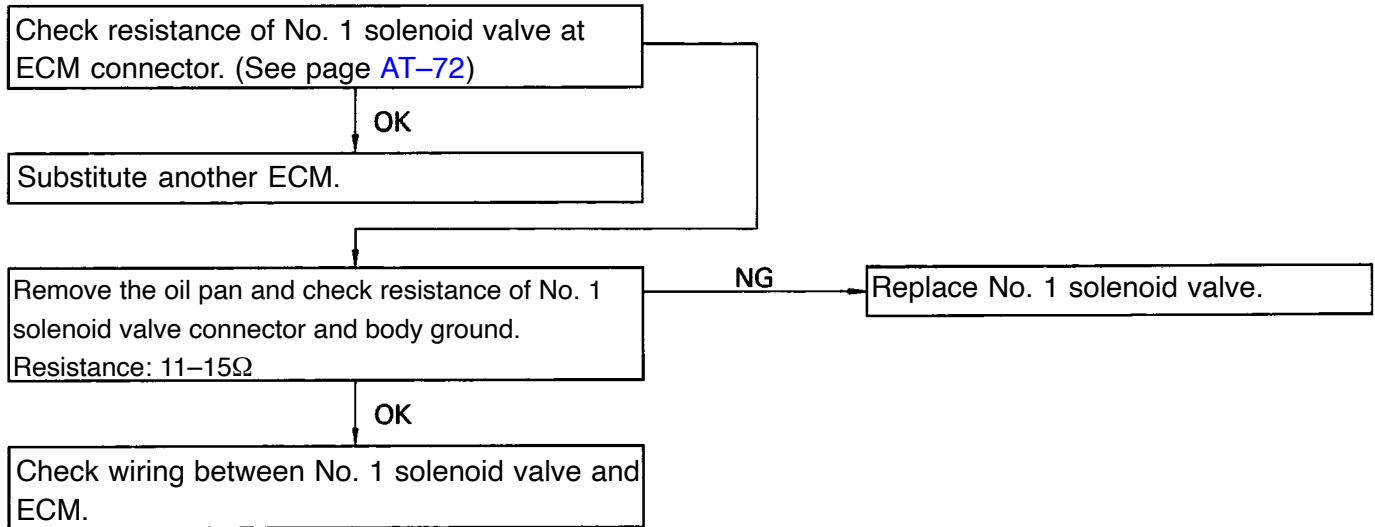 Check resistance of No. 1 solenoid valve at
ECM connector. (See page AT–72)
OK
Substitute another ECM.
Remove the oil pan and check resistance of No. 1
solenoid valve connector and body ground.
Resistance: 11–15Ω
NG
Replace No. 1 solenoid valve.
OK
Check wiring between No. 1 solenoid valve and
ECM.